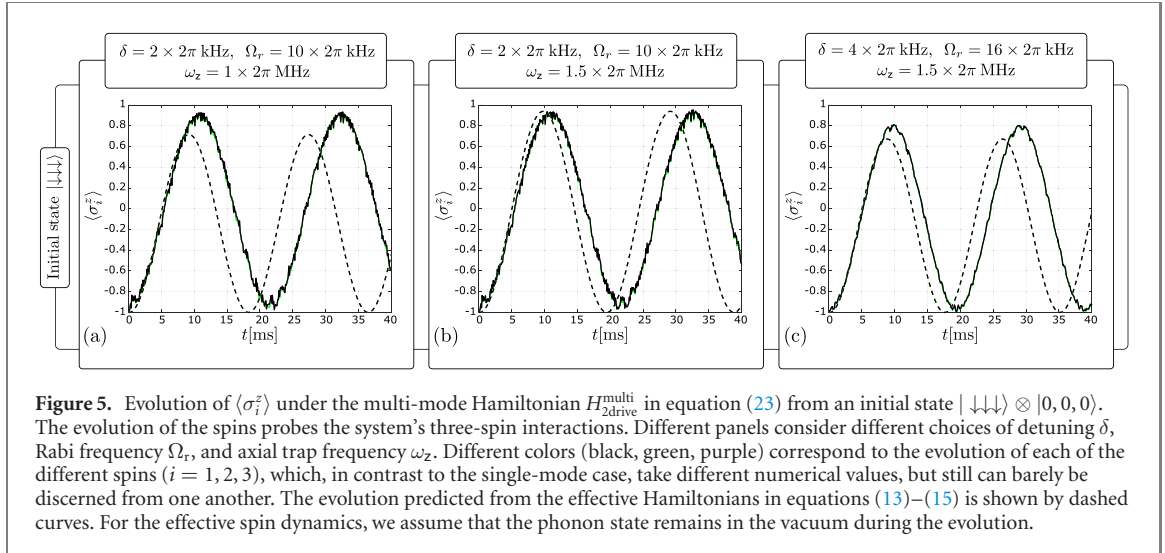 δ = 2 × 2π kHz, Ω_r = 10 × 2π kHz
ω_z = 1 × 2π MHz
δ = 2 × 2π kHz, Ω_r = 10 × 2π kHz
ω_z = 1.5 × 2π MHz
δ = 4 × 2π kHz, Ω_r = 16 × 2π kHz
ω_z = 1.5 × 2π MHz
Initial state |↓↓↓⟩
⟨σ_i^z⟩
1
0.8
0.6
0.4
0.2
0
-0.2
-0.4
-0.6
-0.8
-1
0 5 10 15 20 25 30 35 40
(a)
t[ms]
⟨σ_i^z⟩
1
0.8
0.6
0.4
0.2
0
-0.2
-0.4
-0.6
-0.8
-1
0 5 10 15 20 25 30 35 40
(b)
t[ms]
⟨σ_i^z⟩
1
0.8
0.6
0.4
0.2
0
-0.2
-0.4
-0.6
-0.8
-1
0 5 10 15 20 25 30 35 40
(c)
t[ms]
Figure 5. Evolution of ⟨σ_i^z⟩ under the multi-mode Hamiltonian H_2drive^multi in equation (23) from an initial state | ↓↓↓⟩ ⊗ |0, 0, 0⟩.
The evolution of the spins probes the system's three-spin interactions. Different panels consider different choices of detuning δ,
Rabi frequency Ω_r, and axial trap frequency ω_z. Different colors (black, green, purple) correspond to the evolution of each of the
different spins (i = 1, 2, 3), which, in contrast to the single-mode case, take different numerical values, but still can barely be
discerned from one another. The evolution predicted from the effective Hamiltonians in equations (13)–(15) is shown by dashed
curves. For the effective spin dynamics, we assume that the phonon state remains in the vacuum during the evolution.